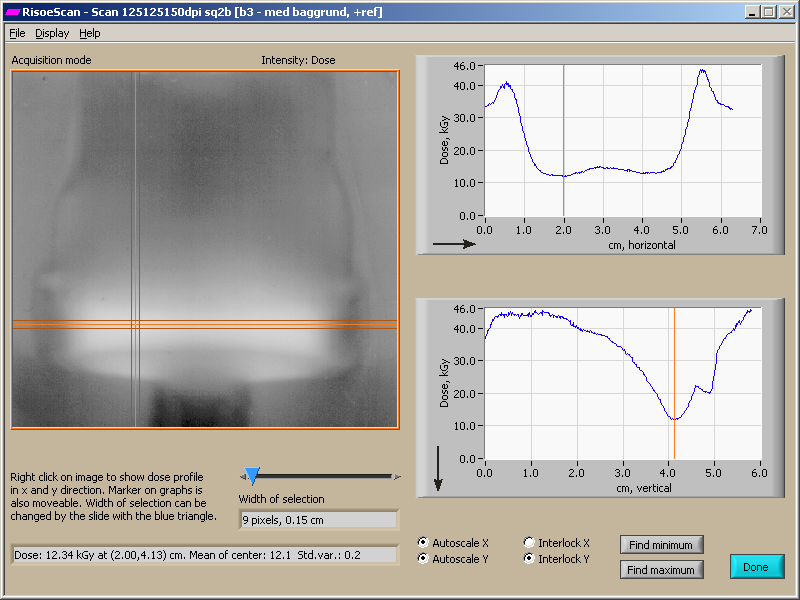 RisoeScan - Scan 125125150dpi sq2b [b3 - med baggrund, +ref]
File Display Help
Acquisition mode
Intensity: Dose
46.0
40.0
30.0
20.0
10.0
0.0
Dose, kGy
0.0 1.0 2.0 3.0 4.0 5.0 6.0 7.0
cm, horizontal
46.0
40.0
30.0
20.0
10.0
0.0
Dose, kGy
0.0 1.0 2.0 3.0 4.0 5.0 6.0
cm, vertical
Right click on image to show dose profile
in x and y direction. Marker on graphs is
also moveable. Width of selection can be
changed by the slide with the blue triangle.
Width of selection
9 pixels, 0.15 cm
Dose: 12.34 kGy at (2.00,4.13) cm. Mean of center: 12.1 Std.var.: 0.2
Autoscale X
Autoscale Y
Interlock X
Interlock Y
Find minimum
Find maximum
Done